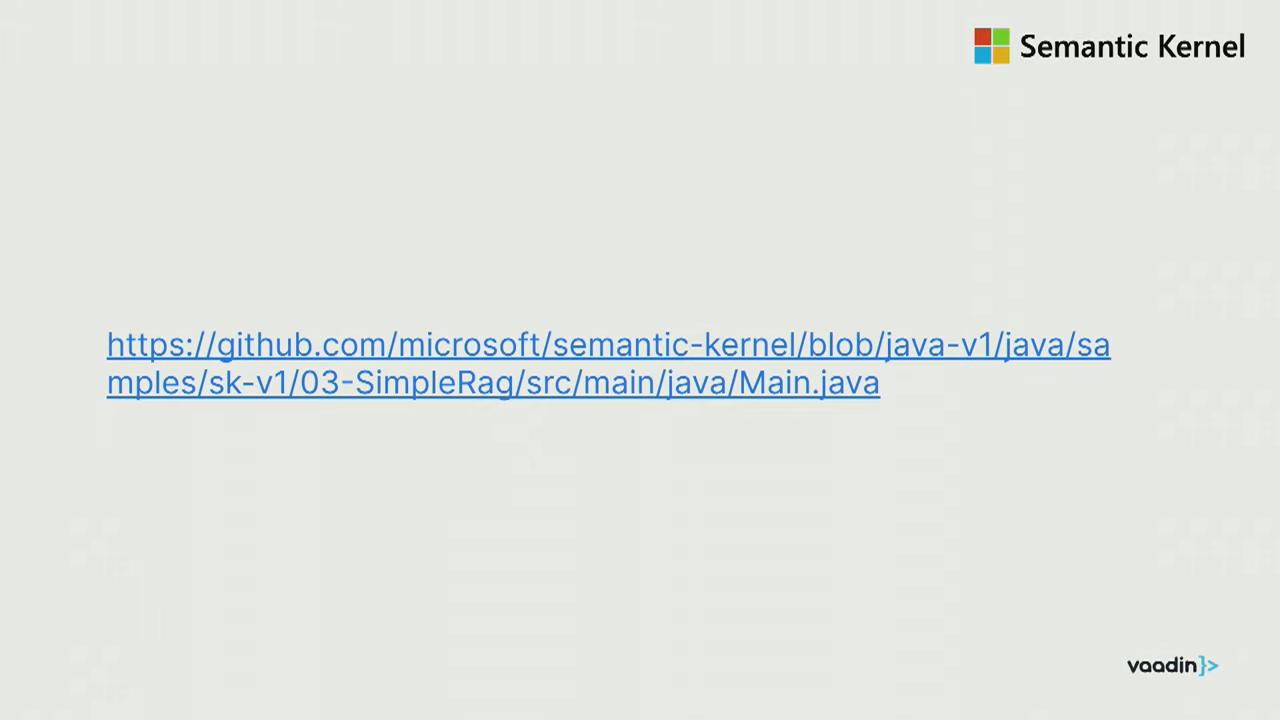 Semantic Kernel
https://github.com/microsoft/semantic-kernel/blob/java-v1/java/sa
mples/sk-v1/03-SimpleRag/src/main/java/Main.java
vaadin}>